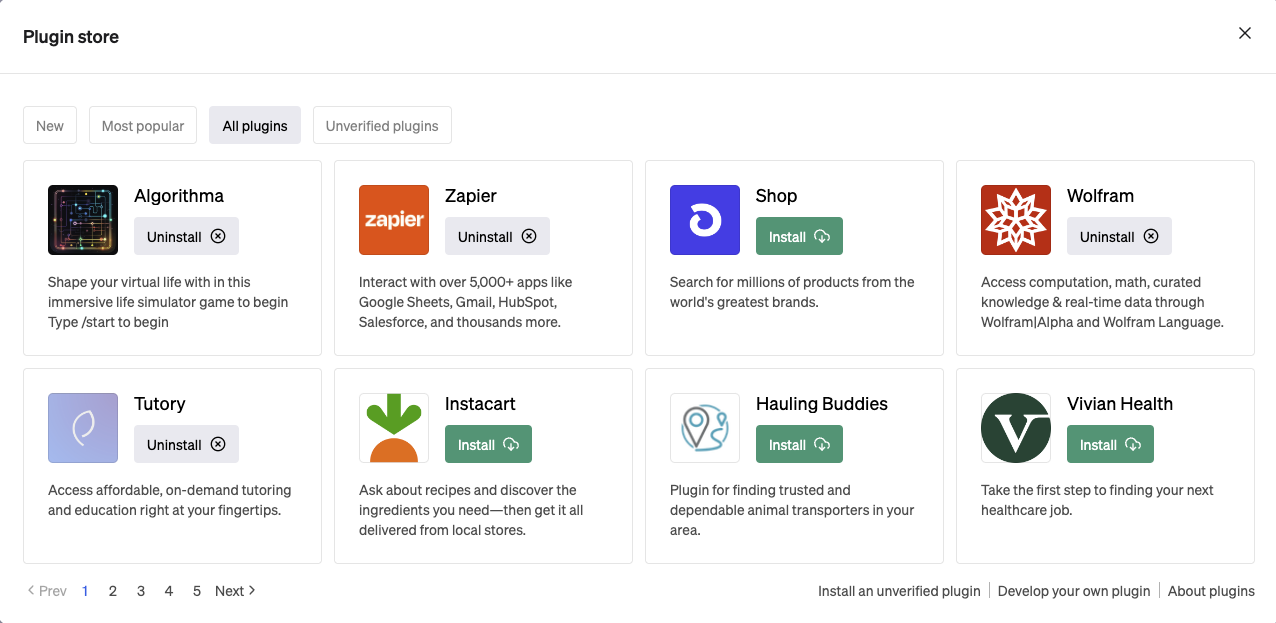 Plugin store
New
Most popular
All plugins
Unverified plugins
Algorithma
Uninstall
Shape your virtual life with in this
immersive life simulator game to begin
Type /start to begin
zapier
Zapier
Uninstall
Interact with over 5,000+ apps like
Google Sheets, Gmail, HubSpot,
Salesforce, and thousands more.
Shop
Install
Search for millions of products from the
world's greatest brands.
Wolfram
Uninstall
Access computation, math, curated
knowledge & real-time data through
Wolfram|Alpha and Wolfram Language.
Tutory
Uninstall
Access affordable, on-demand tutoring
and education right at your fingertips.
Instacart
Install
Ask about recipes and discover the
ingredients you need—then get it all
delivered from local stores.
Hauling Buddies
Install
Plugin for finding trusted and
dependable animal transporters in your
area.
V
Vivian Health
Install
Take the first step to finding your next
healthcare job.
Prev 1 2 3 4 5 Next
Install an unverified plugin
Develop your own plugin
About plugins